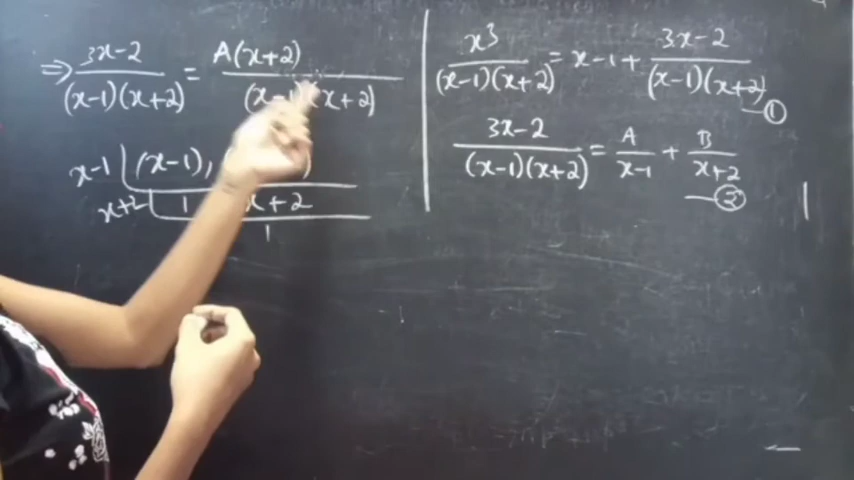 ⇒ 3x-2 / (x-1)(x+2) = A(x+2) / (x-1)(x+2)
x-1 | (x-1),
x+2 | 1 x+2
1
x³ / (x-1)(x+2) = x-1 + 3x-2 / (x-1)(x+2) —①
3x-2 / (x-1)(x+2) = A / x-1 + B / x+2 —③